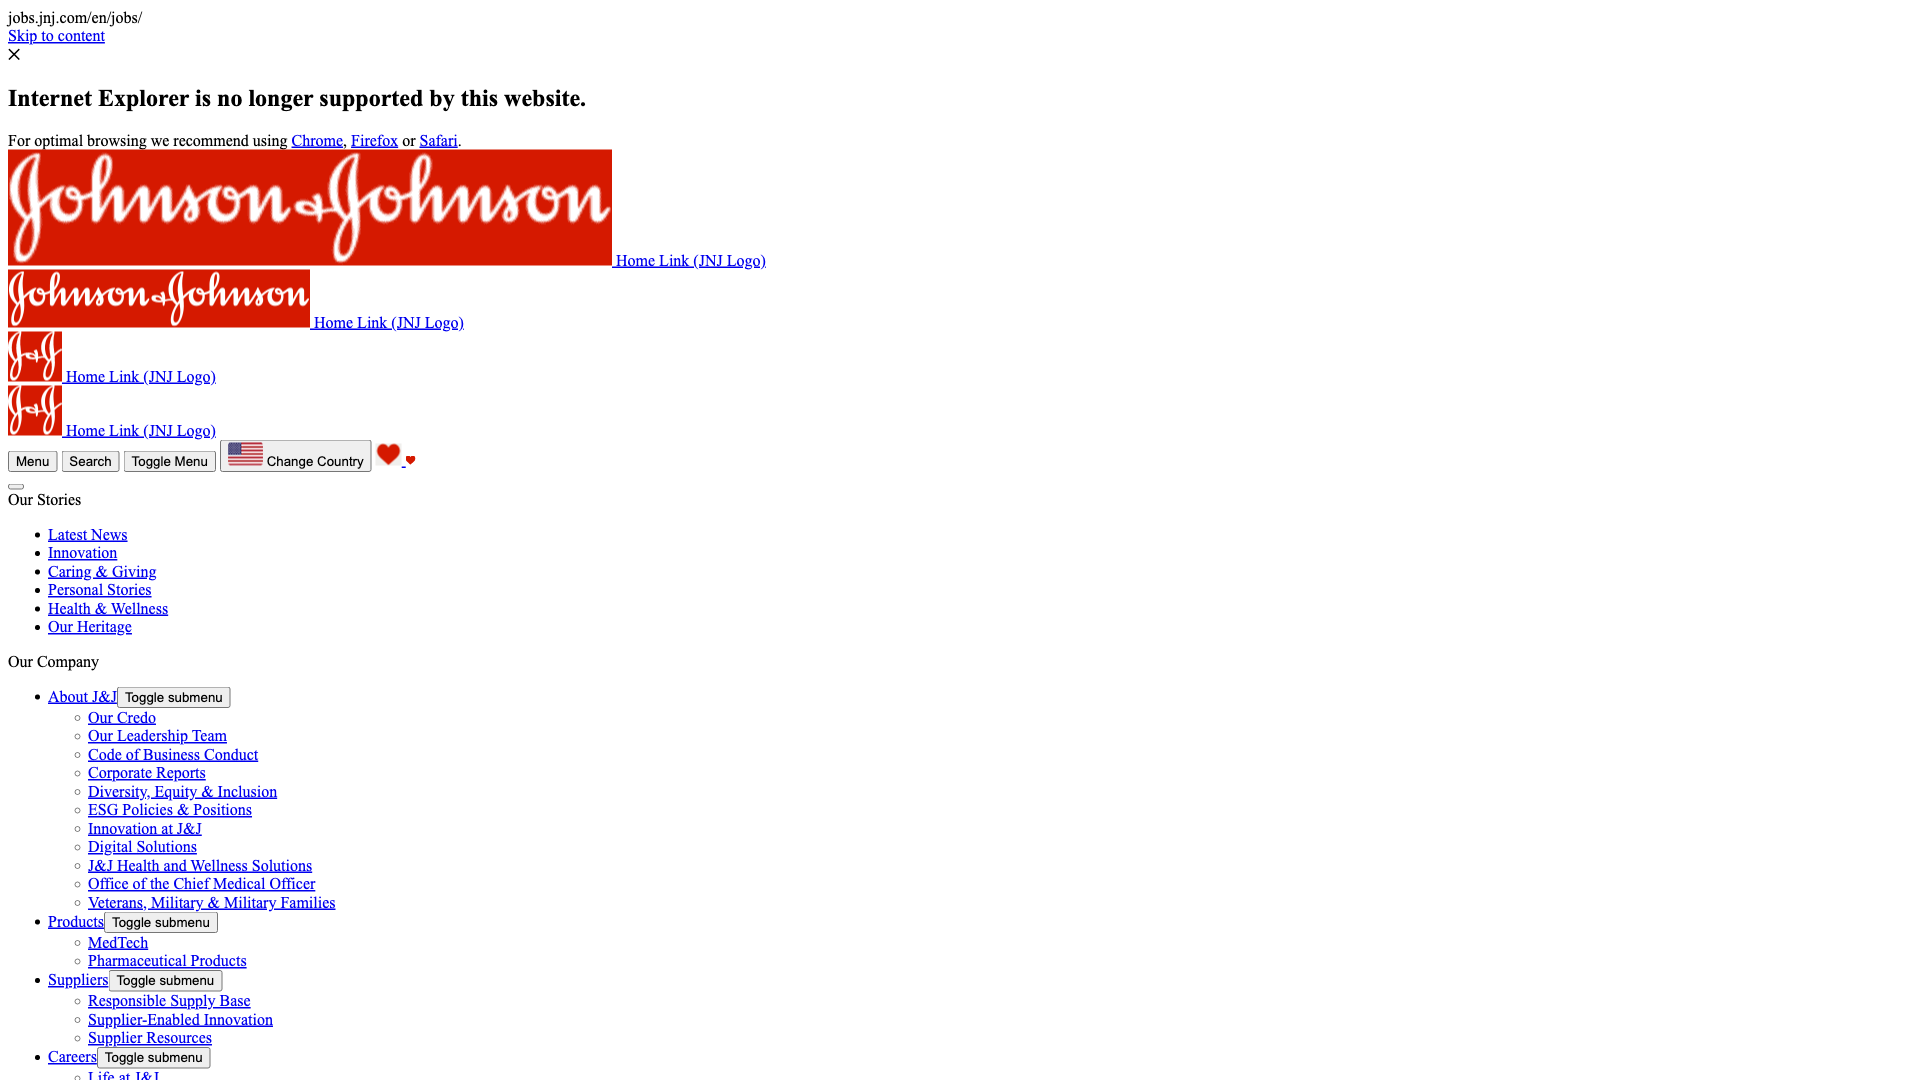 jobs.jnj.com/en/jobs/
Skip to content
Internet Explorer is no longer supported by this website.
For optimal browsing we recommend using Chrome, Firefox or Safari.
Johnson & Johnson Home Link (JNJ Logo)
Johnson & Johnson Home Link (JNJ Logo)
J&J Home Link (JNJ Logo)
J&J Home Link (JNJ Logo)
Menu Search Toggle Menu Change Country
Our Stories
Latest News
Innovation
Caring & Giving
Personal Stories
Health & Wellness
Our Heritage
Our Company
About J&J Toggle submenu
Our Credo
Our Leadership Team
Code of Business Conduct
Corporate Reports
Diversity, Equity & Inclusion
ESG Policies & Positions
Innovation at J&J
Digital Solutions
J&J Health and Wellness Solutions
Office of the Chief Medical Officer
Veterans, Military & Military Families
Products Toggle submenu
MedTech
Pharmaceutical Products
Suppliers Toggle submenu
Responsible Supply Base
Supplier-Enabled Innovation
Supplier Resources
Careers Toggle submenu
Life at J&J